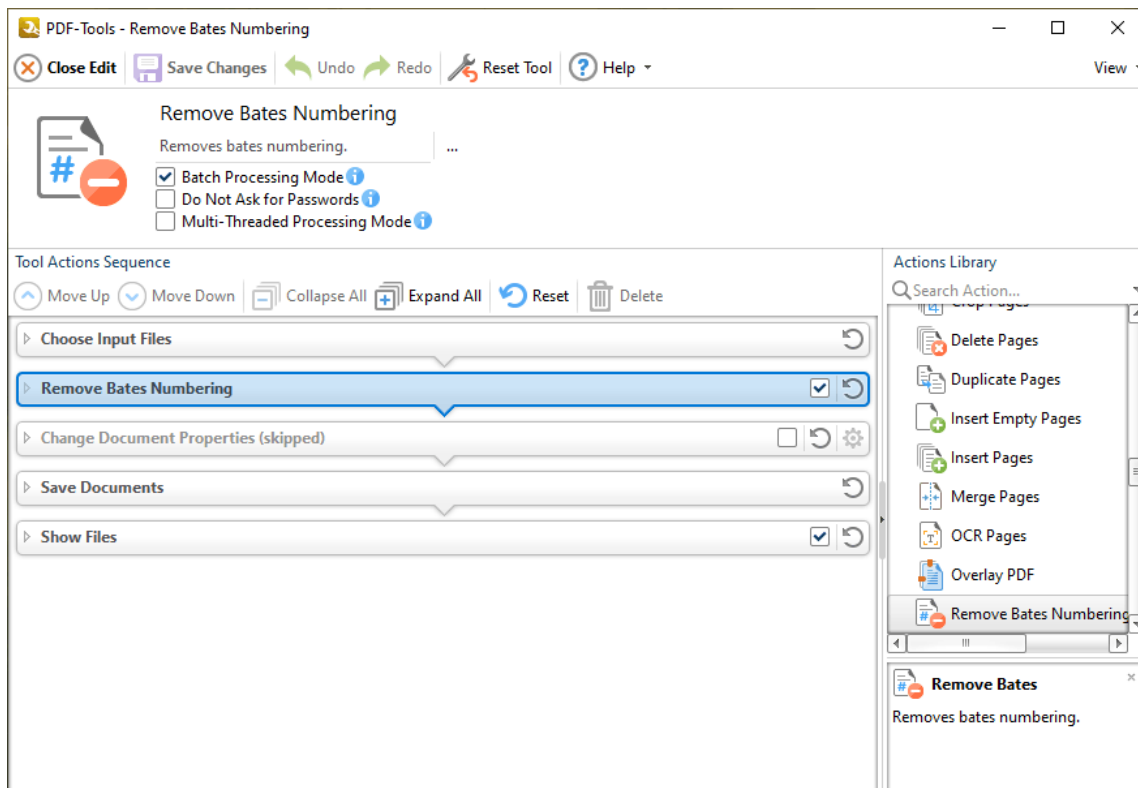 PDF-Tools - Remove Bates Numbering
Close Edit Save Changes Undo Redo Reset Tool ? Help View
Remove Bates Numbering
# Removes bates numbering. ...
Batch Processing Mode i
Do Not Ask for Passwords i
Multi-Threaded Processing Mode i
Tool Actions Sequence
Move Up Move Down Collapse All Expand All Reset Delete
Choose Input Files
Remove Bates Numbering
Change Document Properties (skipped)
Save Documents
Show Files
Actions Library
Search Action...
Crop Pages
Delete Pages
Duplicate Pages
Insert Empty Pages
Insert Pages
Merge Pages
OCR Pages
Overlay PDF
Remove Bates Numbering
Remove Bates
Removes bates numbering.